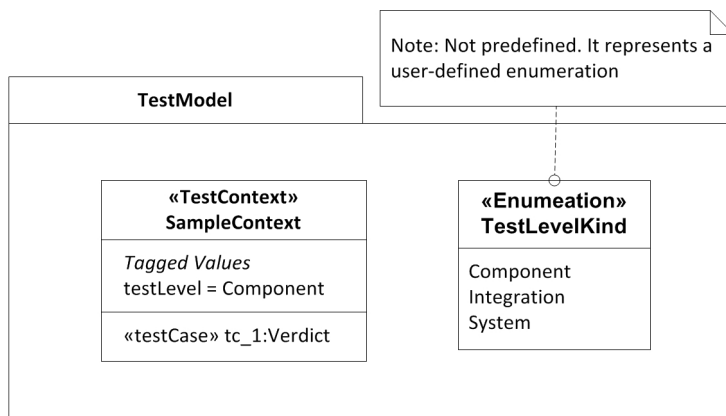 Note: Not predefined. It represents a
user-defined enumeration
TestModel
«TestContext»
SampleContext
Tagged Values
testLevel = Component
«testCase» tc_1:Verdict
«Enumeation»
TestLevelKind
Component
Integration
System